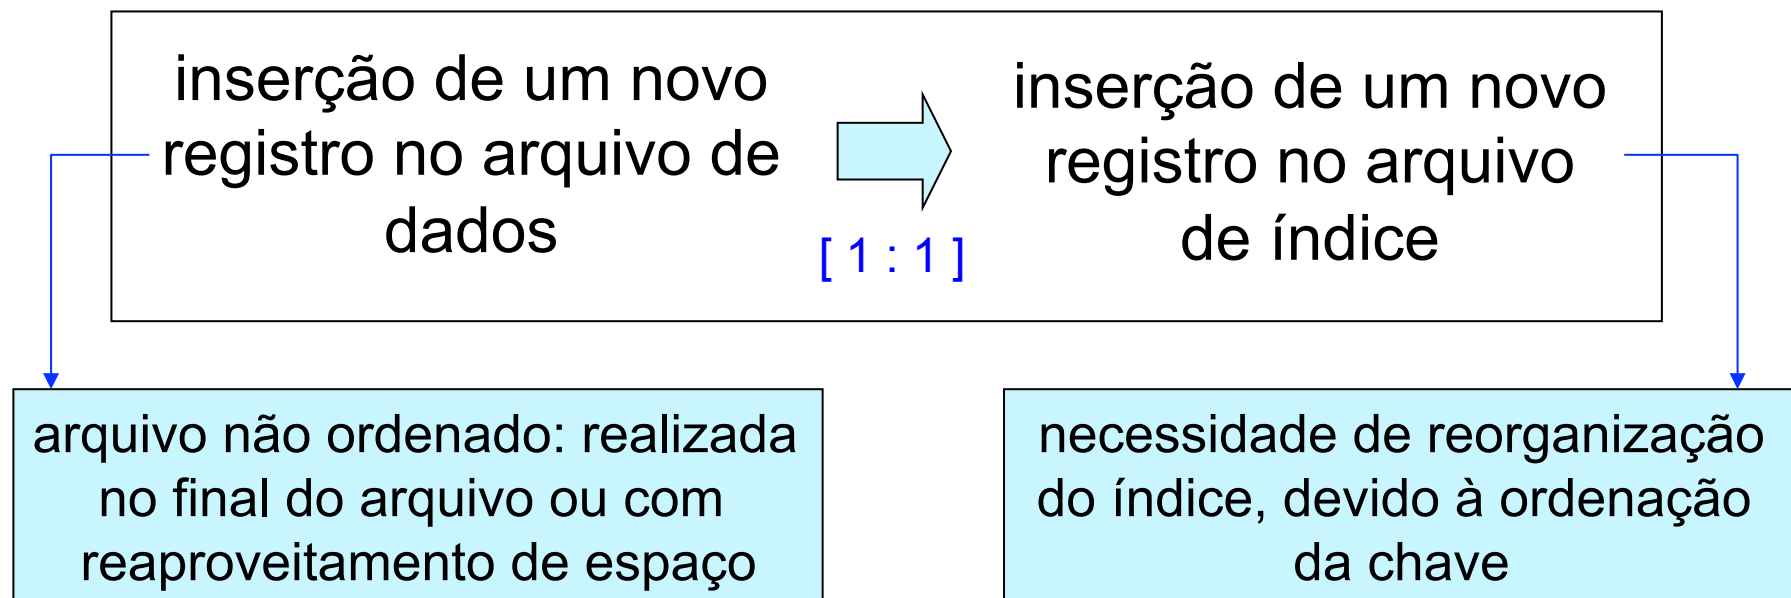 inserção de um novo
registro no arquivo de
dados
[ 1 : 1 ]
inserção de um novo
registro no arquivo
de índice
arquivo não ordenado: realizada
no final do arquivo ou com
reaproveitamento de espaço
necessidade de reorganização
do índice, devido à ordenação
da chave